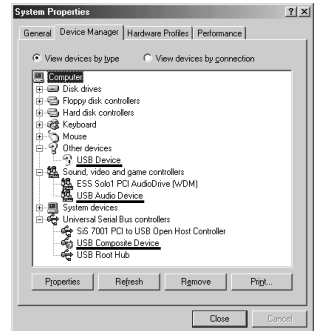 System Properties
General Device Manager Hardware Profiles Performance
View devices by type View devices by connection
Computer
Disk drives
Floppy disk controllers
Hard disk controllers
Keyboard
Mouse
Other devices
USB Device
Sound, video and game controllers
ESS Solo1 PCI AudioDrive (WDM)
USB Audio Device
System devices
Universal Serial Bus controllers
SiS 7001 PCI to USB Open Host Controller
USB Composite Device
USB Root Hub
Properties Refresh Remove Print...
Close Cancel